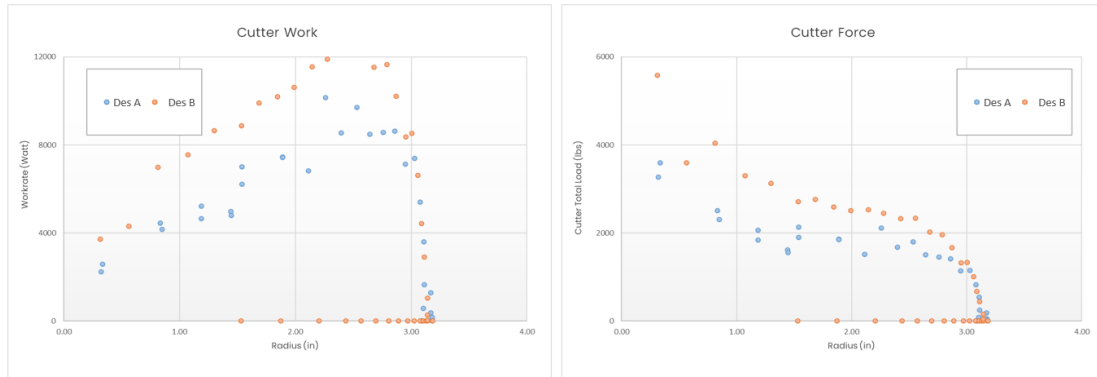 Cutter Work
12000
8000
4000
0
Workrate (Watt)
Des A Des B
0.00 1.00 2.00 3.00 4.00
Radius (in)
Cutter Force
6000
4000
2000
0
Cutter Total Load (lbs)
Des A Des B
0.00 1.00 2.00 3.00 4.00
Radius (in)